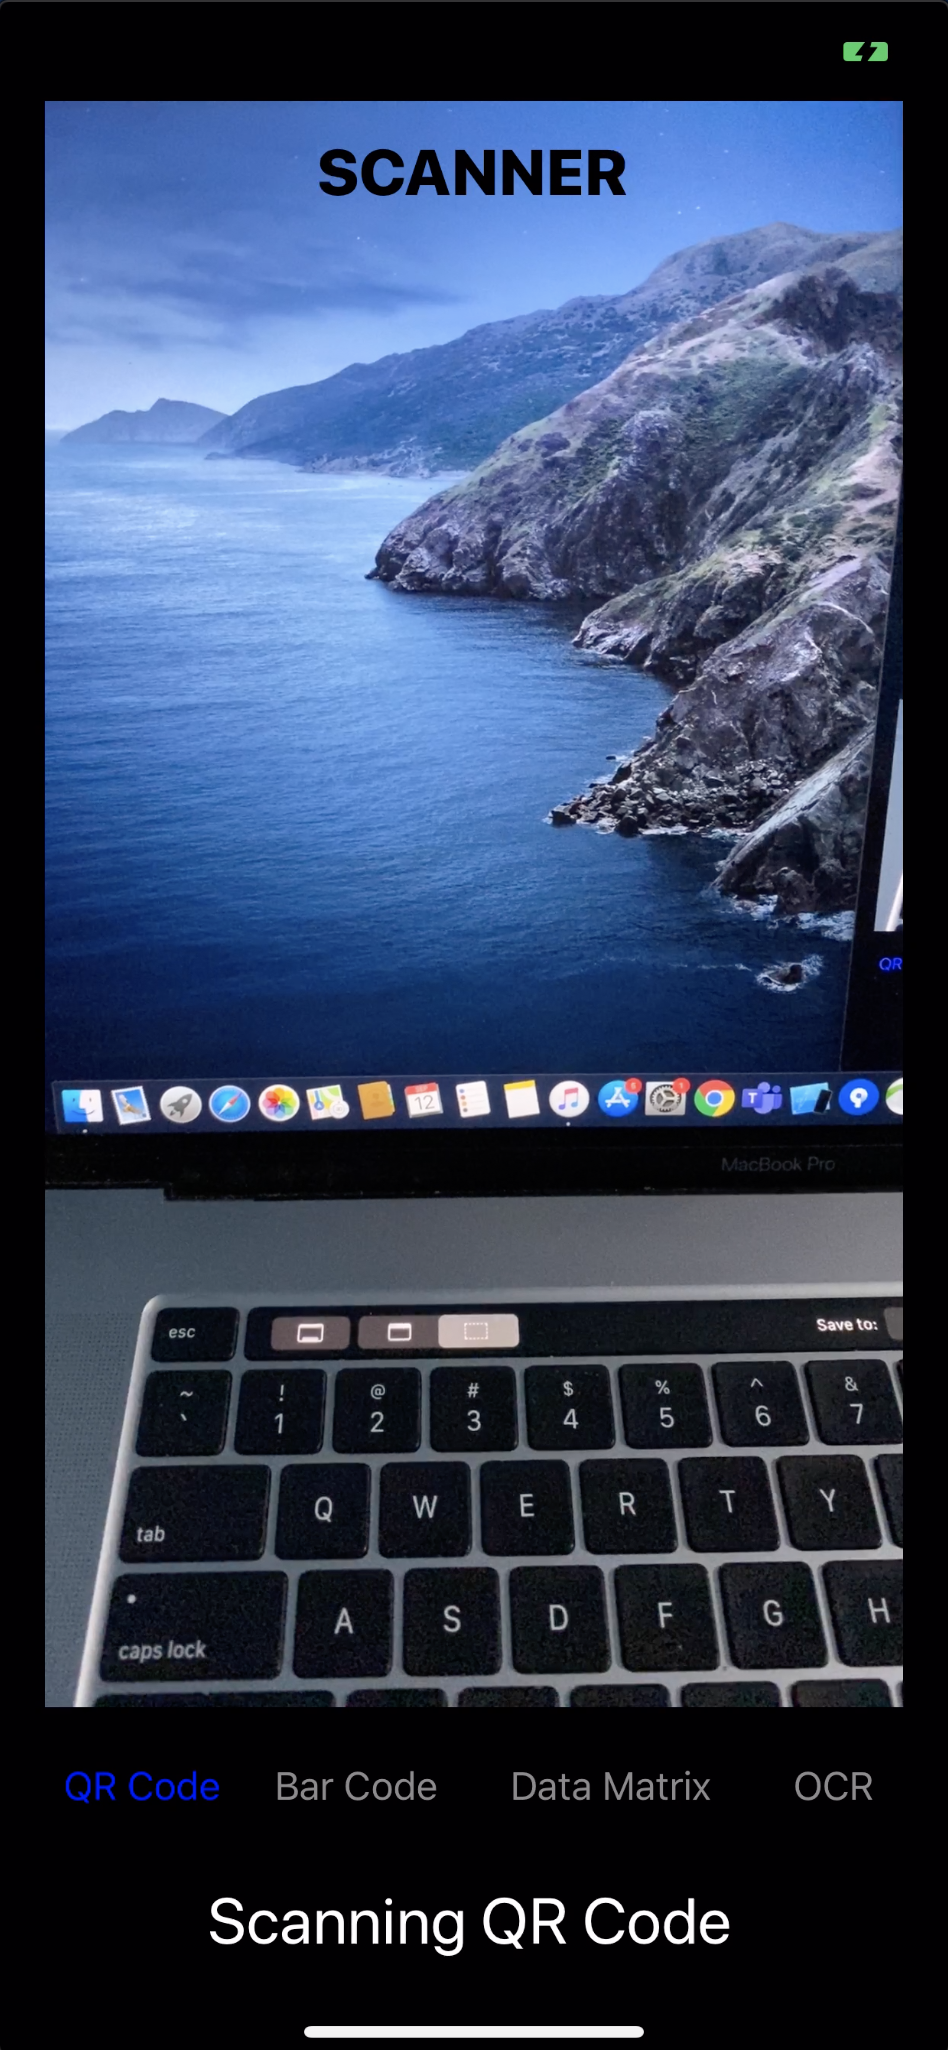 SCANNER
QR
12
MacBook Pro
esc
Save to:
~ ! @ # $ % ^ &
` 1 2 3 4 5 6 7
tab Q W E R T Y
caps lock A S D F G H
QR Code Bar Code Data Matrix OCR
Scanning QR Code